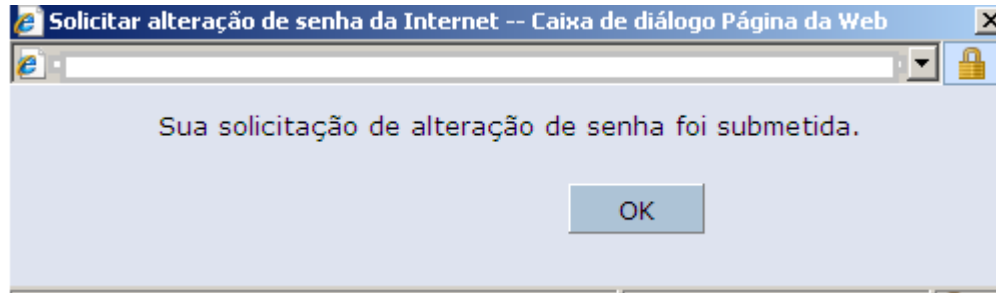 Solicitar alteração de senha da Internet -- Caixa de diálogo Página da Web
Sua solicitação de alteração de senha foi submetida.
OK